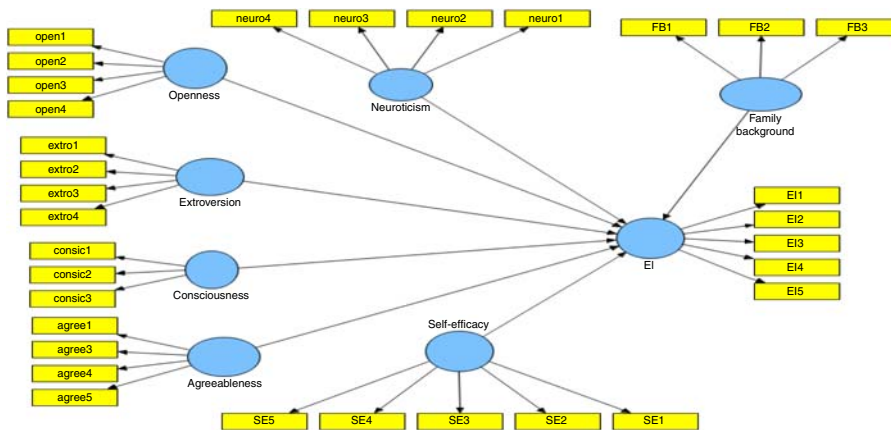 neuro4
neuro3
neuro2
neuro1
open1
open2
open3
open4
Openness
Neuroticism
FB1
FB2
FB3
Family
background
extro1
extro2
extro3
extro4
Extroversion
consic1
consic2
consic3
Consciousness
EI
EI1
EI2
EI3
EI4
EI5
agree1
agree3
agree4
agree5
Agreeableness
Self-efficacy
SE5
SE4
SE3
SE2
SE1